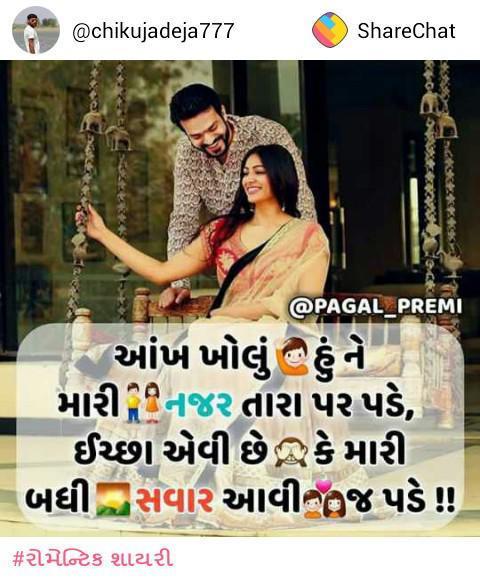 @chikujadeja777
ShareChat
@PAGAL_PREMI
આંખ ખોલું 🙋‍♂️ હું ને
મારી 👫 નજર તારા પર પડે,
ઈચ્છા એવી છે 🙈 કે મારી
બધી 🌄 સવાર આવી 💑 જ પડે !!
#રોમેન્ટિક શાયરી